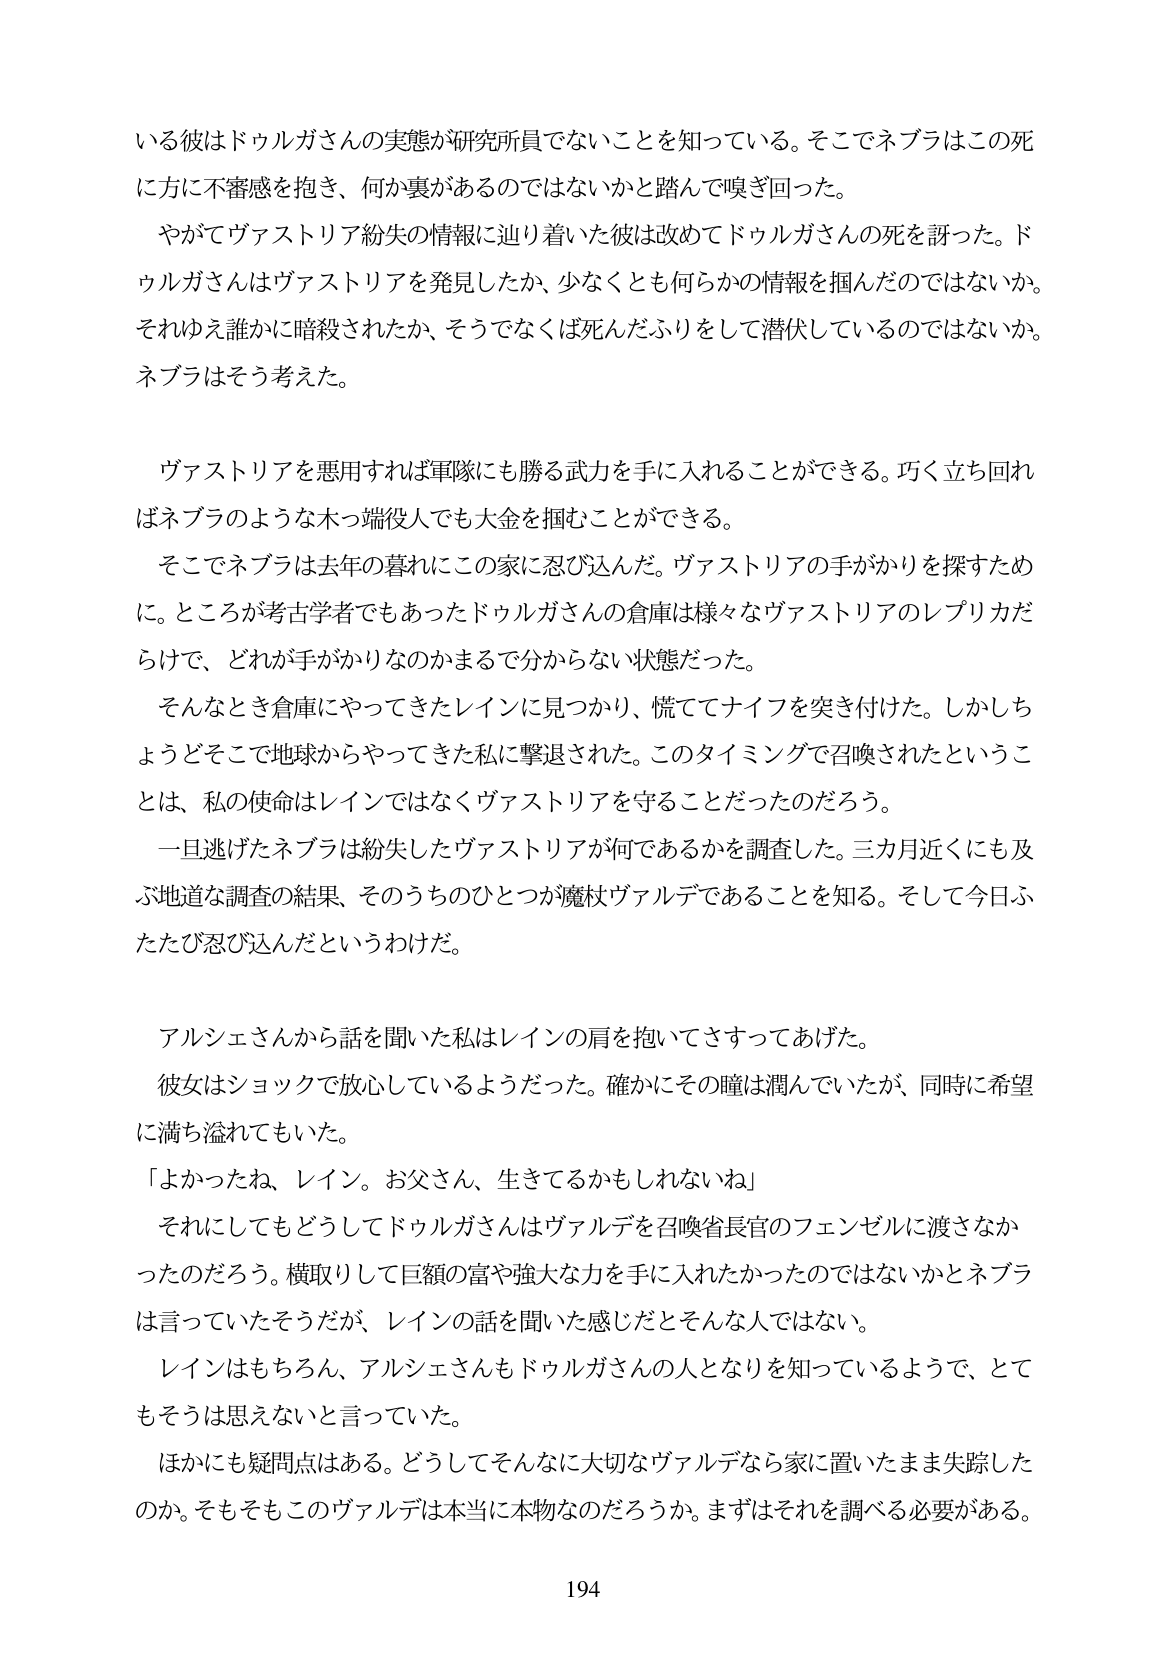 いる彼はドゥルガさんの実態が研究所員でないことを知っている。そこでネブラはこの死
に方に不審感を抱き、何か裏があるのではないかと踏んで嗅ぎ回った。
やがてヴァストリア紛失の情報に辿り着いた彼は改めてドゥルガさんの死を訝った。ド
ゥルガさんはヴァストリアを発見したか、少なくとも何らかの情報を掴んだのではないか。
それゆえ誰かに暗殺されたか、そうでなくば死んだふりをして潜伏しているのではないか。
ネブラはそう考えた。
ヴァストリアを悪用すれば軍隊にも勝る武力を手に入れることができる。巧く立ち回れ
ばネブラのような木っ端役人でも大金を掴むことができる。
そこでネブラは去年の暮れにこの家に忍び込んだ。ヴァストリアの手がかりを探すため
に。ところが考古学者でもあったドゥルガさんの倉庫は様々なヴァストリアのレプリカだ
らけで、どれが手がかりなのかまるで分からない状態だった。
そんなとき倉庫にやってきたレインに見つかり、慌ててナイフを突き付けた。しかしち
ょうどそこで地球からやってきた私に撃退された。このタイミングで召喚されたというこ
とは、私の使命はレインではなくヴァストリアを守ることだったのだろう。
一旦逃げたネブラは紛失したヴァストリアが何であるかを調査した。三カ月近くにも及
ぶ地道な調査の結果、そのうちのひとつが魔杖ヴァルデであることを知る。そして今日ふ
たたび忍び込んだというわけだ。
アルシェさんから話を聞いた私はレインの肩を抱いてさすってあげた。
彼女はショックで放心しているようだった。確かにその瞳は潤んでいたが、同時に希望
に満ち溢れてもいた。
「よかったね、レイン。お父さん、生きてるかもしれないね」
それにしてもどうしてドゥルガさんはヴァルデを召喚省長官のフェンゼルに渡さなか
ったのだろう。横取りして巨額の富や強大な力を手に入れたかったのではないかとネブラ
は言っていたそうだが、レインの話を聞いた感じだとそんな人ではない。
レインはもちろん、アルシェさんもドゥルガさんの人となりを知っているようで、とて
もそうは思えないと言っていた。
ほかにも疑問点はある。どうしてそんなに大切なヴァルデなら家に置いたまま失踪した
のか。そもそもこのヴァルデは本当に本物なのだろうか。まずはそれを調べる必要がある。
194